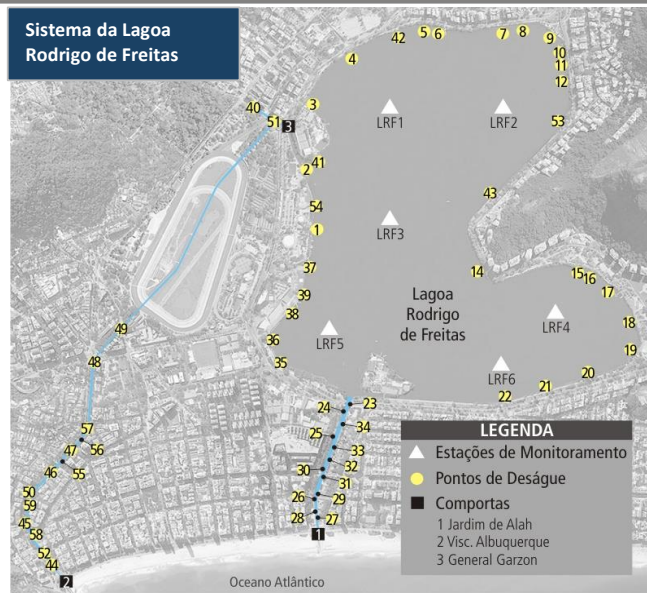 Sistema da Lagoa
Rodrigo de Freitas
42 5 6 7 8 9
4
10
11
12
40
3
51
3
LRF1
LRF2
53
41
2
54
1
LRF3
43
37
14
15
16
17
39
38
Lagoa
Rodrigo
de Freitas
LRF4
18
49
LRF5
36
35
19
48
LRF6
20
21
22
24
23
34
25
57
56
47
33
32
30
31
46
55
50
59
26
29
45
28
27
58
1
52
44
2
LEGENDA
Estações de Monitoramento
Pontos de Deságue
Comportas
1 Jardim de Alah
2 Visc. Albuquerque
3 General Garzon
Oceano Atlântico